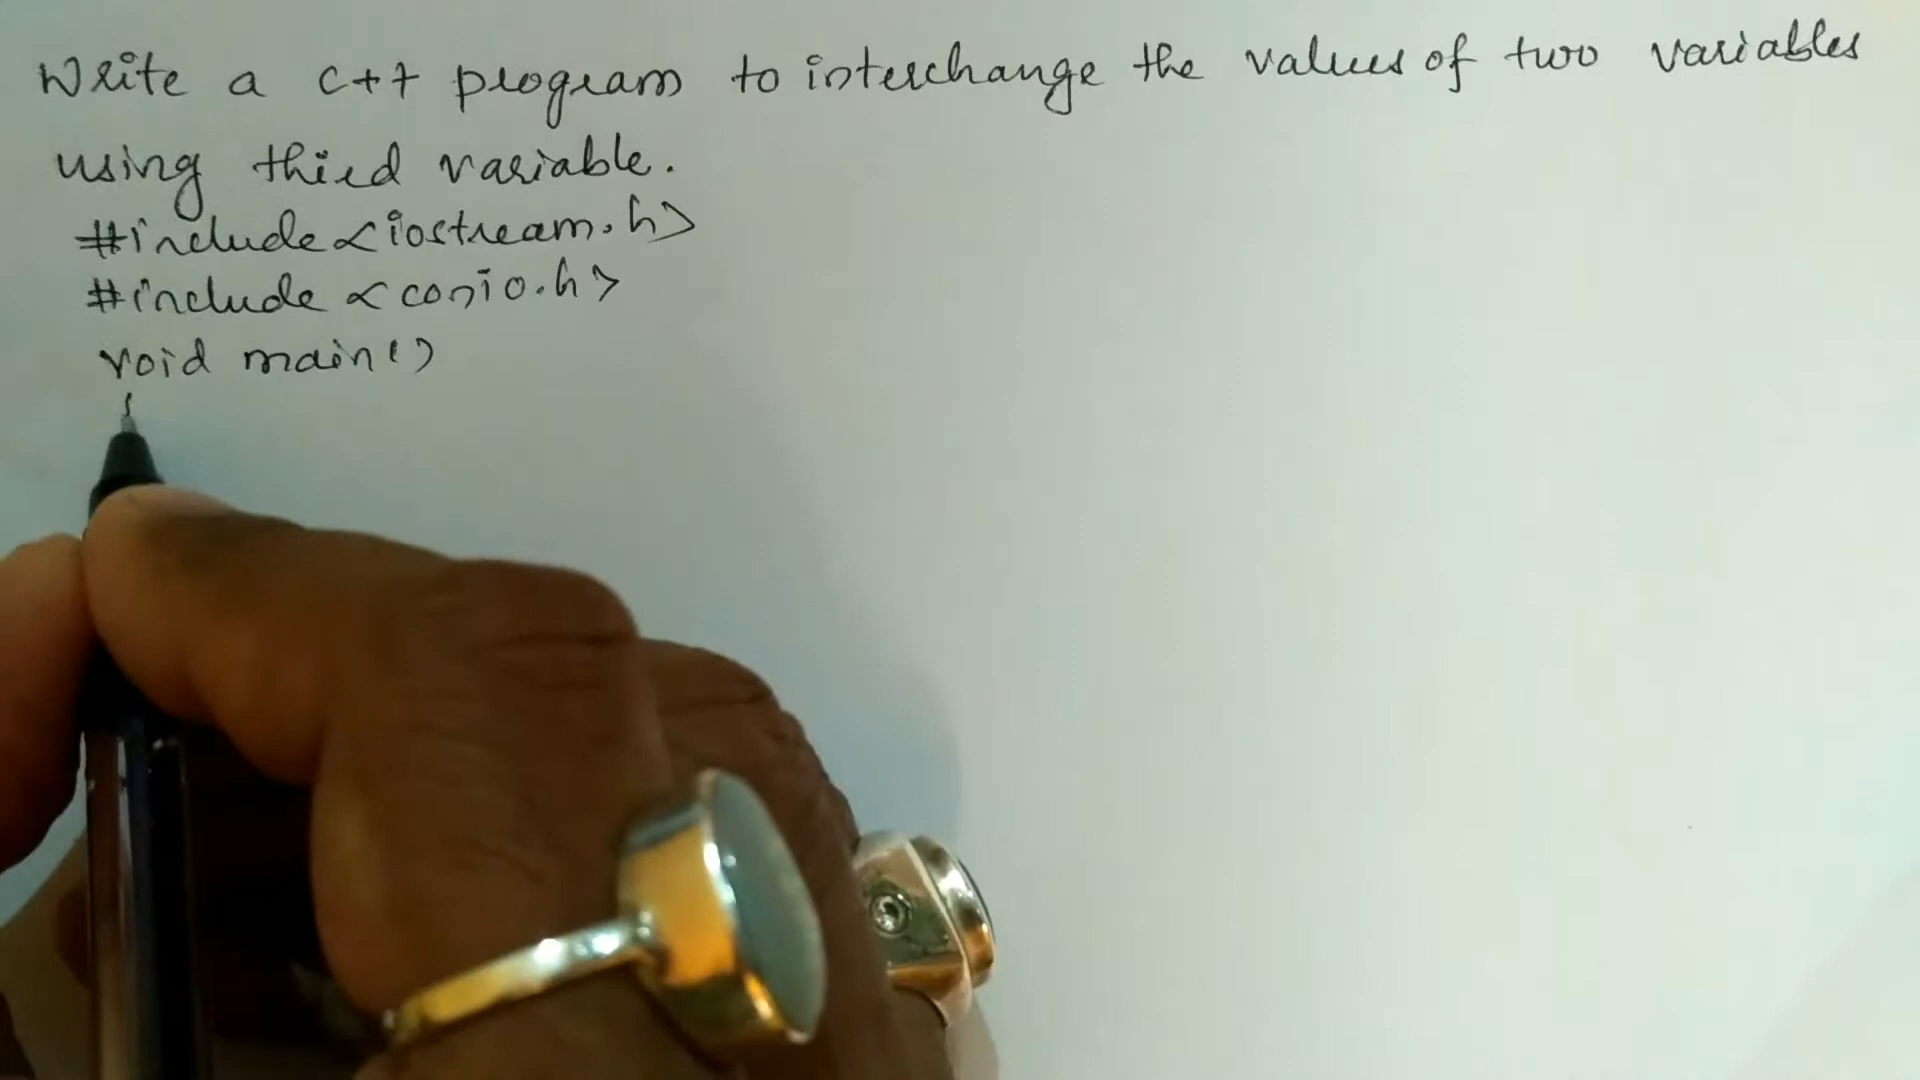 Write a c++ program to interchange the values of two variables
using third variable.
#include<iostream.h>
#include<conio.h>
void main()
{